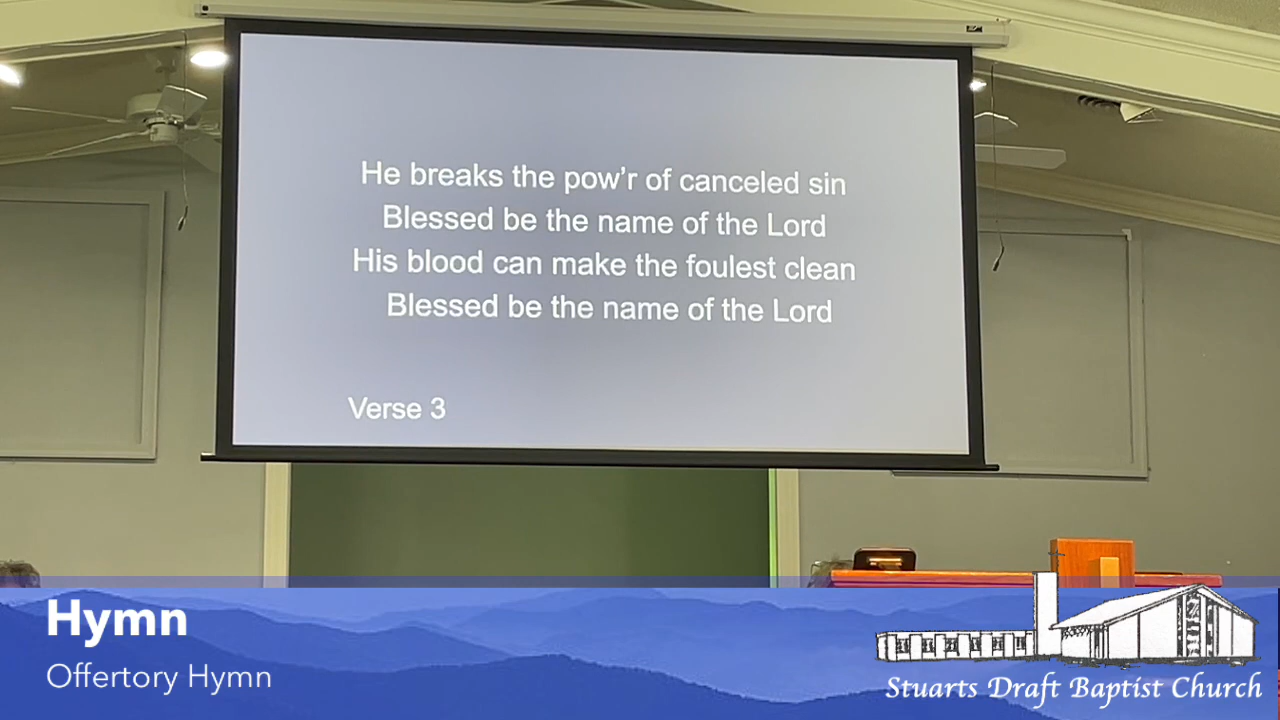 He breaks the pow'r of canceled sin
Blessed be the name of the Lord
His blood can make the foulest clean
Blessed be the name of the Lord
Verse 3
Hymn
Offertory Hymn
Stuarts Draft Baptist Church